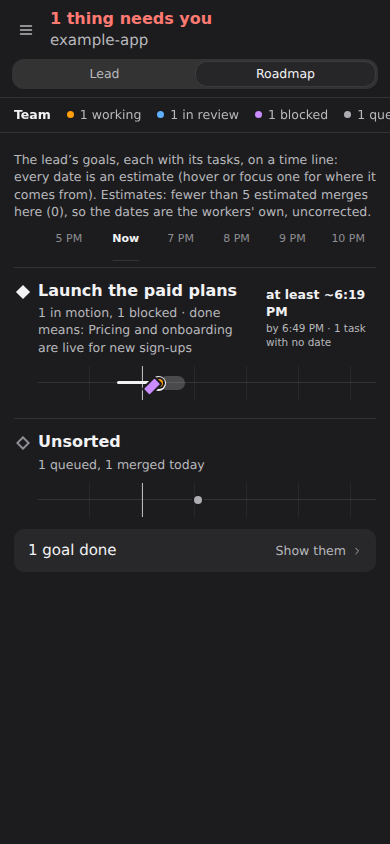 1 thing needs you
example-app
Lead
Roadmap
Team 1 working 1 in review 1 blocked 1 que
The lead’s goals, each with its tasks, on a time line:
every date is an estimate (hover or focus one for where it
comes from). Estimates: fewer than 5 estimated merges
here (0), so the dates are the workers' own, uncorrected.
5 PM Now 7 PM 8 PM 9 PM 10 PM
Launch the paid plans
1 in motion, 1 blocked · done
means: Pricing and onboarding
are live for new sign-ups
at least ~6:19
PM
by 6:49 PM · 1 task
with no date
Unsorted
1 queued, 1 merged today
1 goal done
Show them